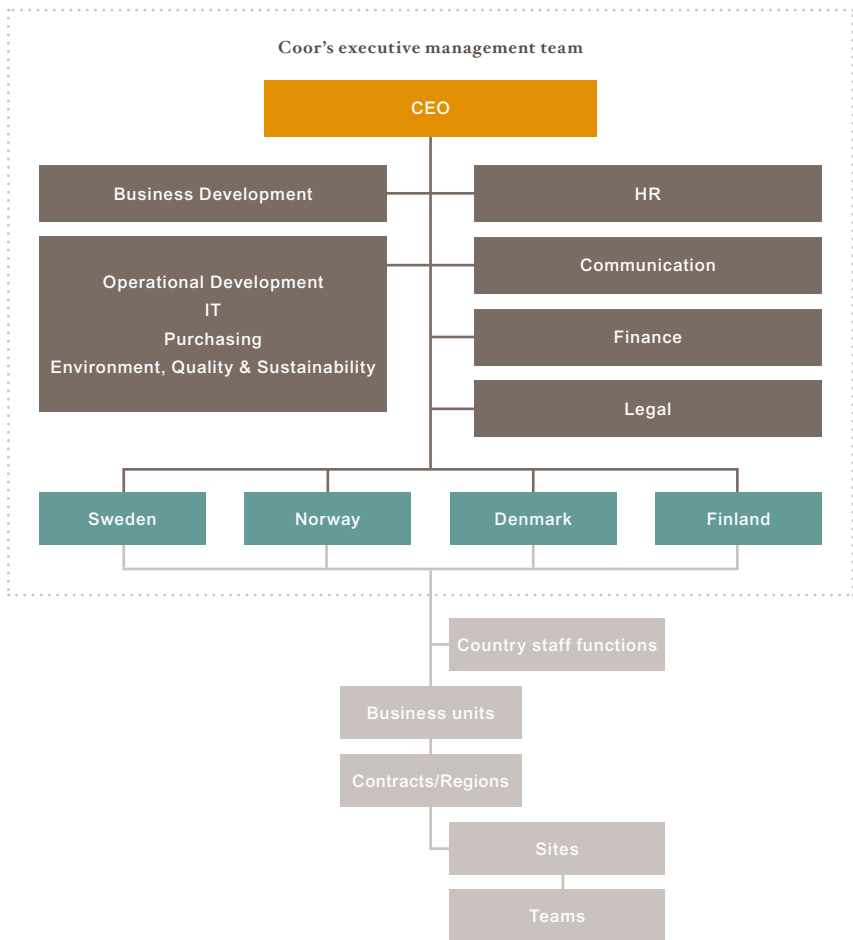 Coor’s executive management team
CEO
Business Development
HR
Operational Development
IT
Purchasing
Environment, Quality & Sustainability
Communication
Finance
Legal
Sweden
Norway
Denmark
Finland
Country staff functions
Business units
Contracts/Regions
Sites
Teams